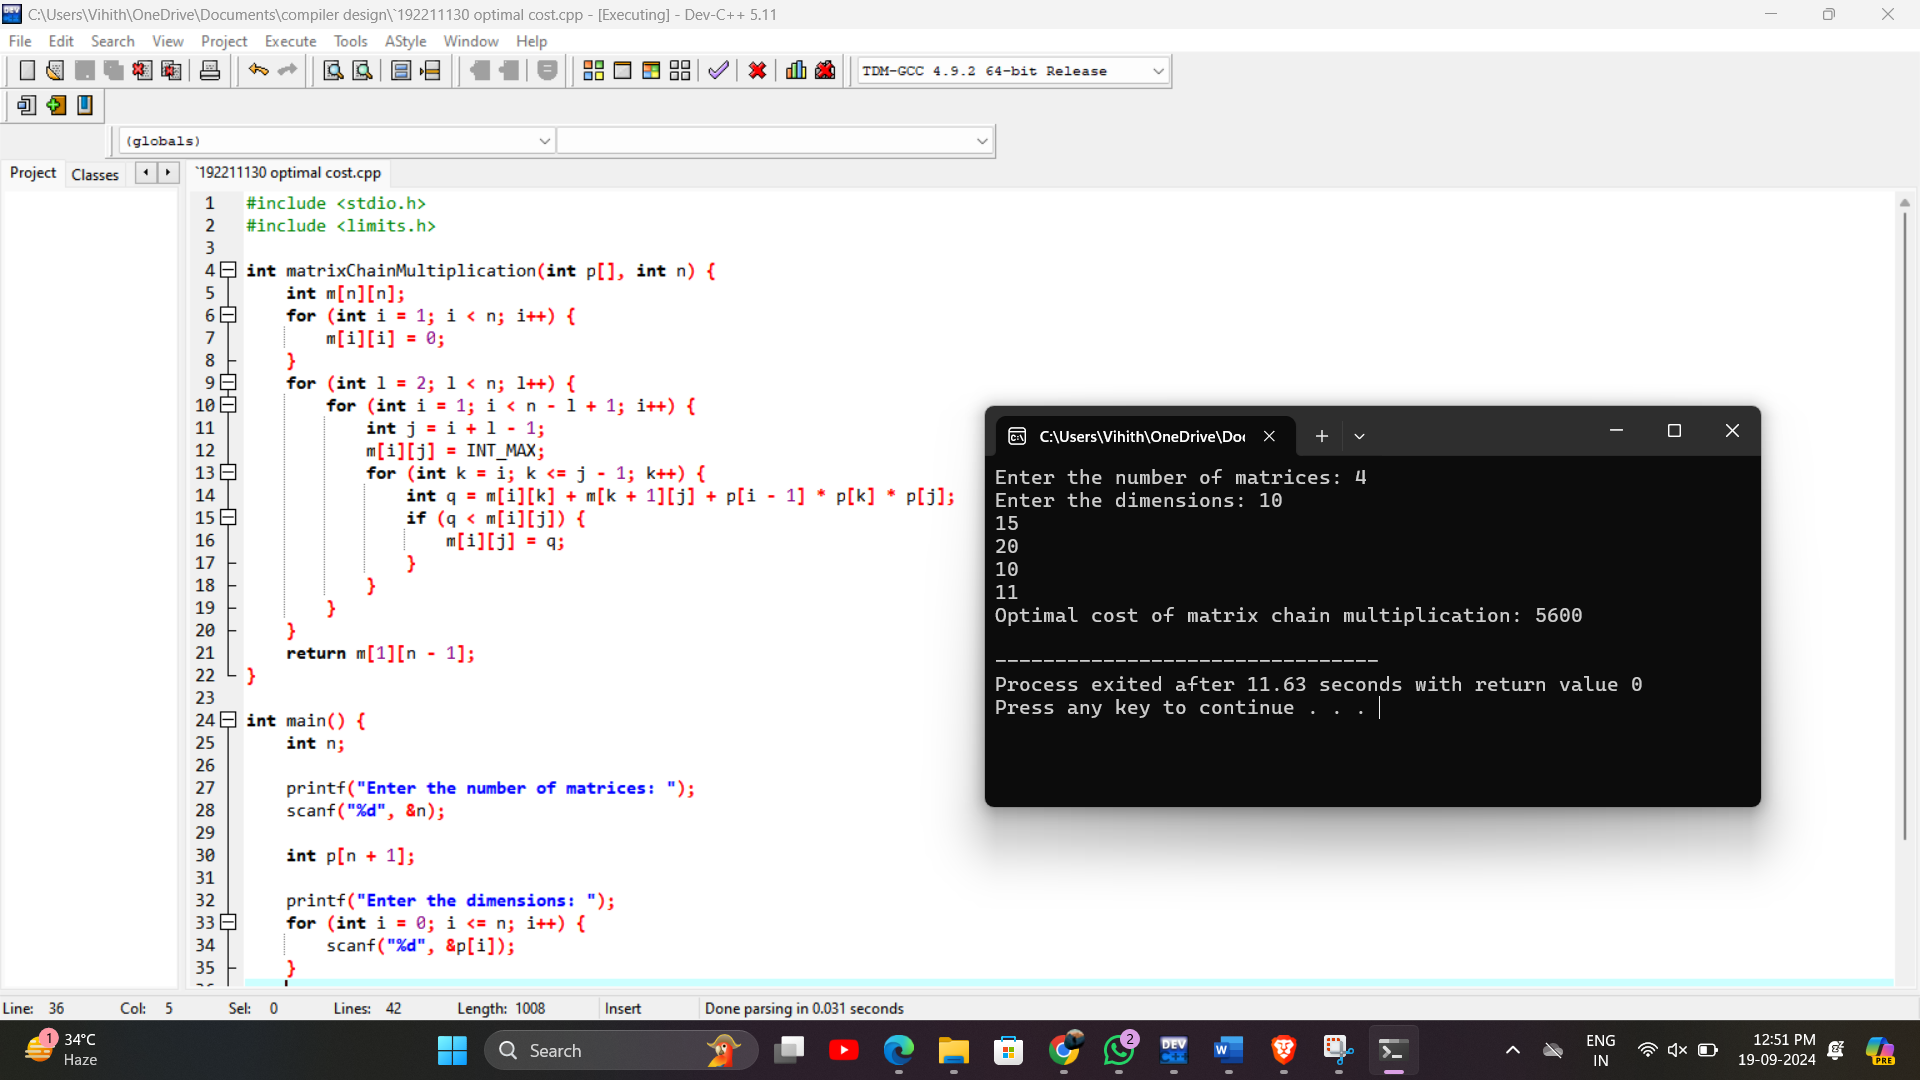 C:\Users\Vihith\OneDrive\Documents\compiler design\`192211130 optimal cost.cpp - [Executing] - Dev-C++ 5.11
File Edit Search View Project Execute Tools AStyle Window Help
TDM-GCC 4.9.2 64-bit Release
(globals)
Project Classes
`192211130 optimal cost.cpp
1 #include <stdio.h>
2 #include <limits.h>
3
4 int matrixChainMultiplication(int p[], int n) {
5 int m[n][n];
6 for (int i = 1; i < n; i++) {
7 m[i][i] = 0;
8 }
9 for (int l = 2; l < n; l++) {
10 for (int i = 1; i < n - l + 1; i++) {
11 int j = i + l - 1;
12 m[i][j] = INT_MAX;
13 for (int k = i; k <= j - 1; k++) {
14 int q = m[i][k] + m[k + 1][j] + p[i - 1] * p[k] * p[j];
15 if (q < m[i][j]) {
16 m[i][j] = q;
17 }
18 }
19 }
20 }
21 return m[1][n - 1];
22 }
23
24 int main() {
25 int n;
26
27 printf("Enter the number of matrices: ");
28 scanf("%d", &n);
29
30 int p[n + 1];
31
32 printf("Enter the dimensions: ");
33 for (int i = 0; i <= n; i++) {
34 scanf("%d", &p[i]);
35 }
C:\Users\Vihith\OneDrive\Doc
Enter the number of matrices: 4
Enter the dimensions: 10
15
20
10
11
Optimal cost of matrix chain multiplication: 5600
--------------------------------
Process exited after 11.63 seconds with return value 0
Press any key to continue . . .
Line: 36 Col: 5 Sel: 0 Lines: 42 Length: 1008 Insert Done parsing in 0.031 seconds
1
34°C
Haze
Search
2
DEV
W
PRE
ENG
IN
12:51 PM
19-09-2024